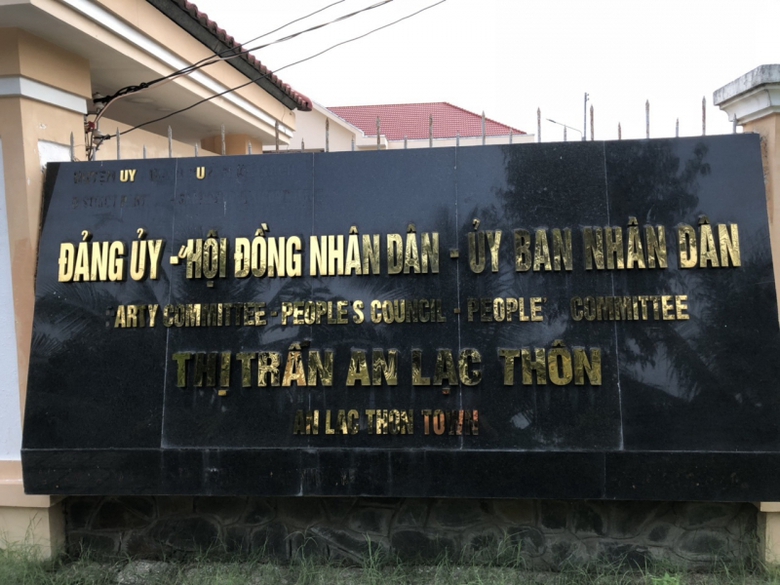 ĐẢNG ỦY - HỘI ĐỒNG NHÂN DÂN - ỦY BAN NHÂN DÂN
ARTY COMMITTEE - PEOPLE'S COUNCIL - PEOPLE' COMMITTEE
THỊ TRẤN AN LẠC THÔN
AN LAC THON TOWN